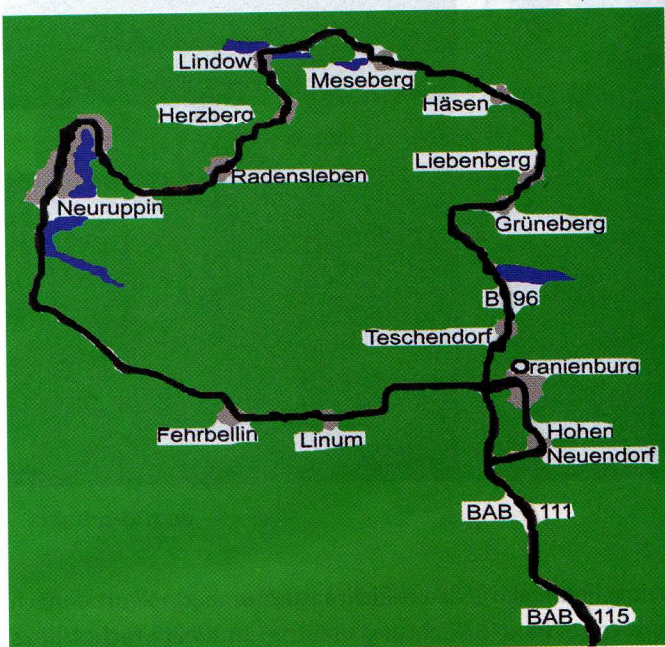 Lindow
Meseberg
Häsen
Herzberg
Liebenberg
Radensleben
Neuruppin
Grüneberg
B 96
Teschendorf
Oranienburg
Fehrbellin
Linum
Hohen
Neuendorf
BAB 111
BAB 115